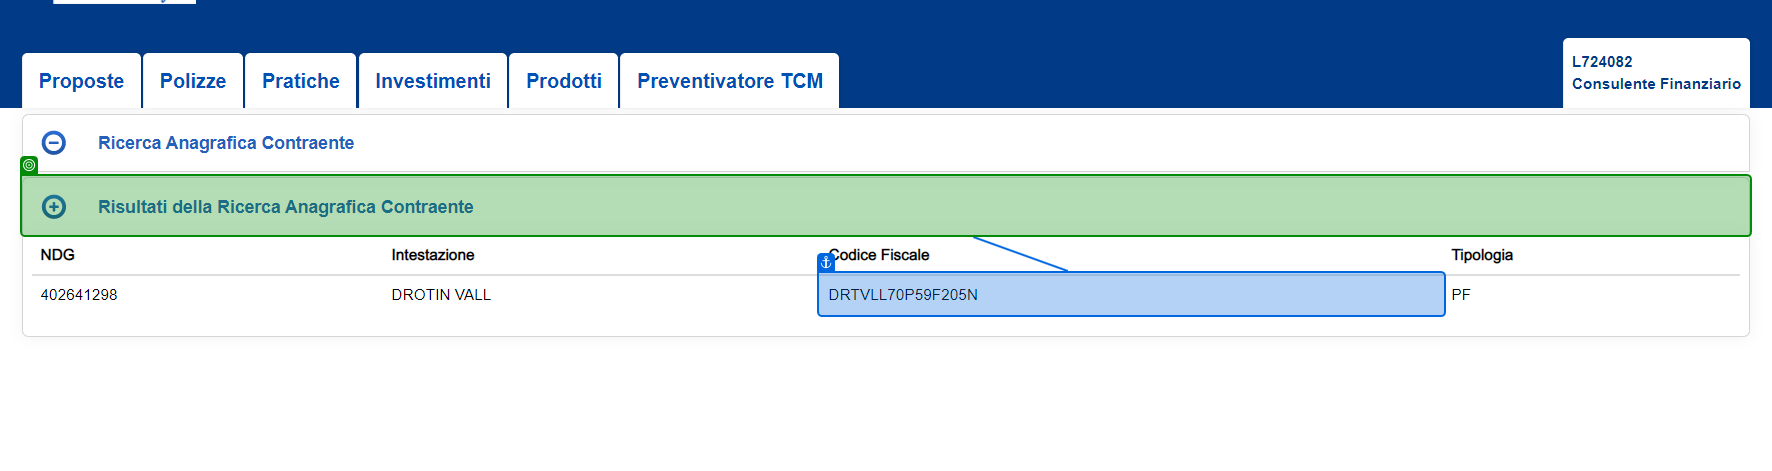 L724082
Consulente Finanziario
Proposte Polizze Pratiche Investimenti Prodotti Preventivatore TCM
Ricerca Anagrafica Contraente
Risultati della Ricerca Anagrafica Contraente
NDG Intestazione Codice Fiscale Tipologia
402641298 DROTIN VALL DRTVLL70P59F205N PF